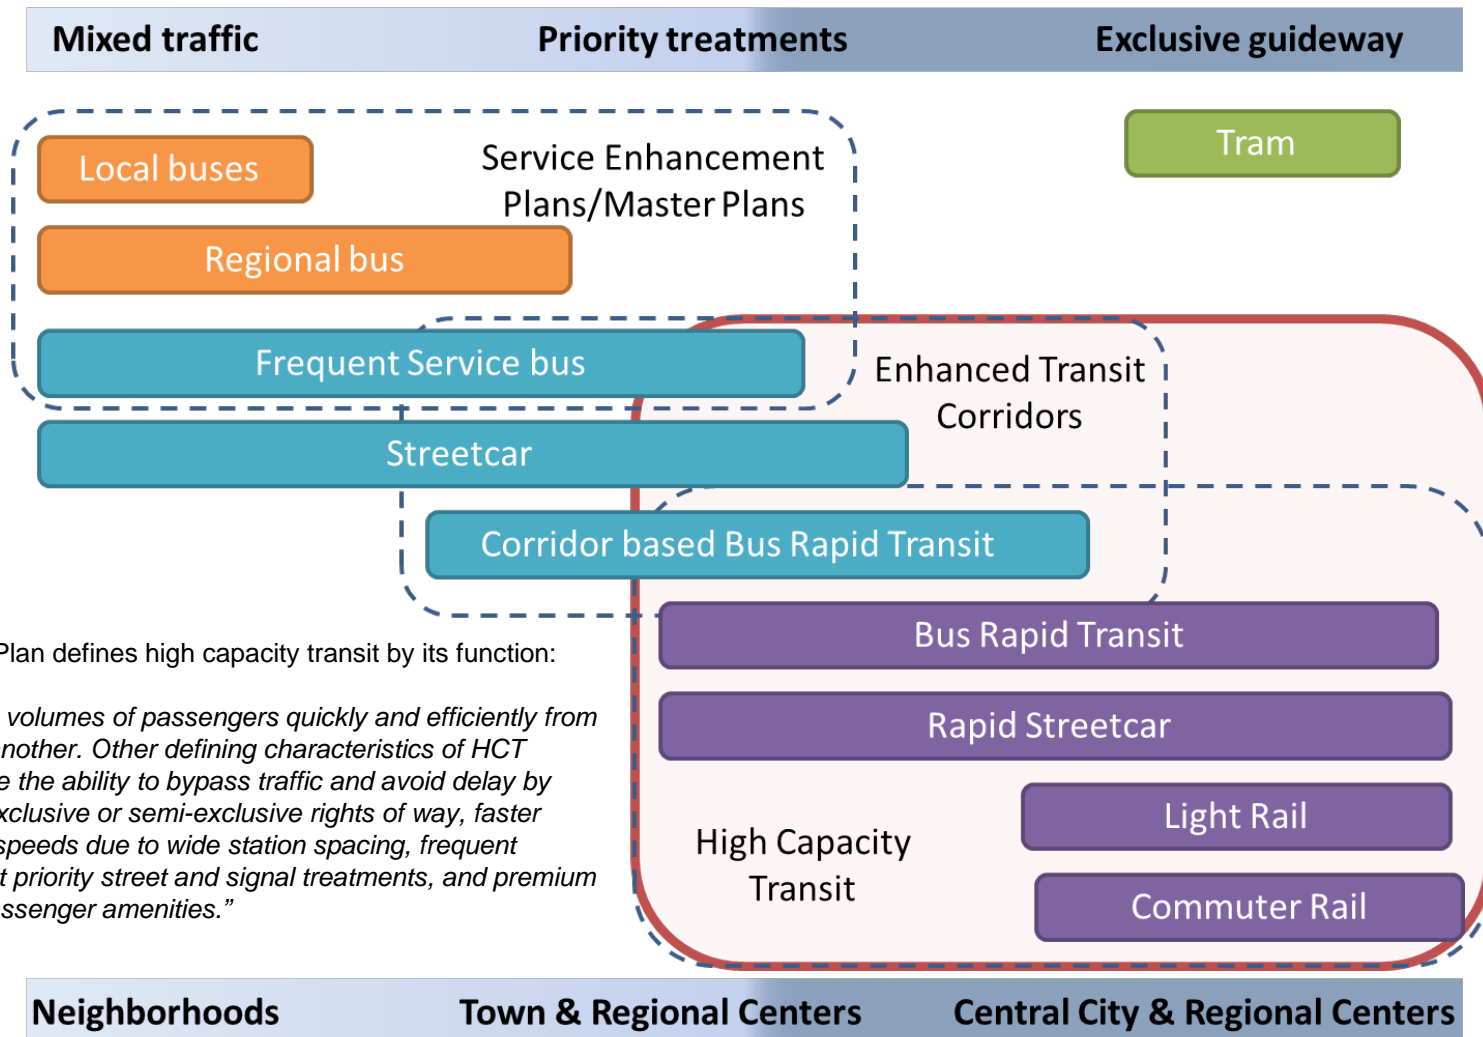 Mixed traffic
Priority treatments
Exclusive guideway
Local buses
Service Enhancement
Plans/Master Plans
Tram
Regional bus
Frequent Service bus
Enhanced Transit
Corridors
Streetcar
Corridor based Bus Rapid Transit
Bus Rapid Transit
Rapid Streetcar
Light Rail
High Capacity
Transit
Commuter Rail
Plan defines high capacity transit by its function:
volumes of passengers quickly and efficiently from
nother. Other defining characteristics of HCT
e the ability to bypass traffic and avoid delay by
exclusive or semi-exclusive rights of way, faster
speeds due to wide station spacing, frequent
t priority street and signal treatments, and premium
ssenger amenities.”
Neighborhoods
Town & Regional Centers
Central City & Regional Centers